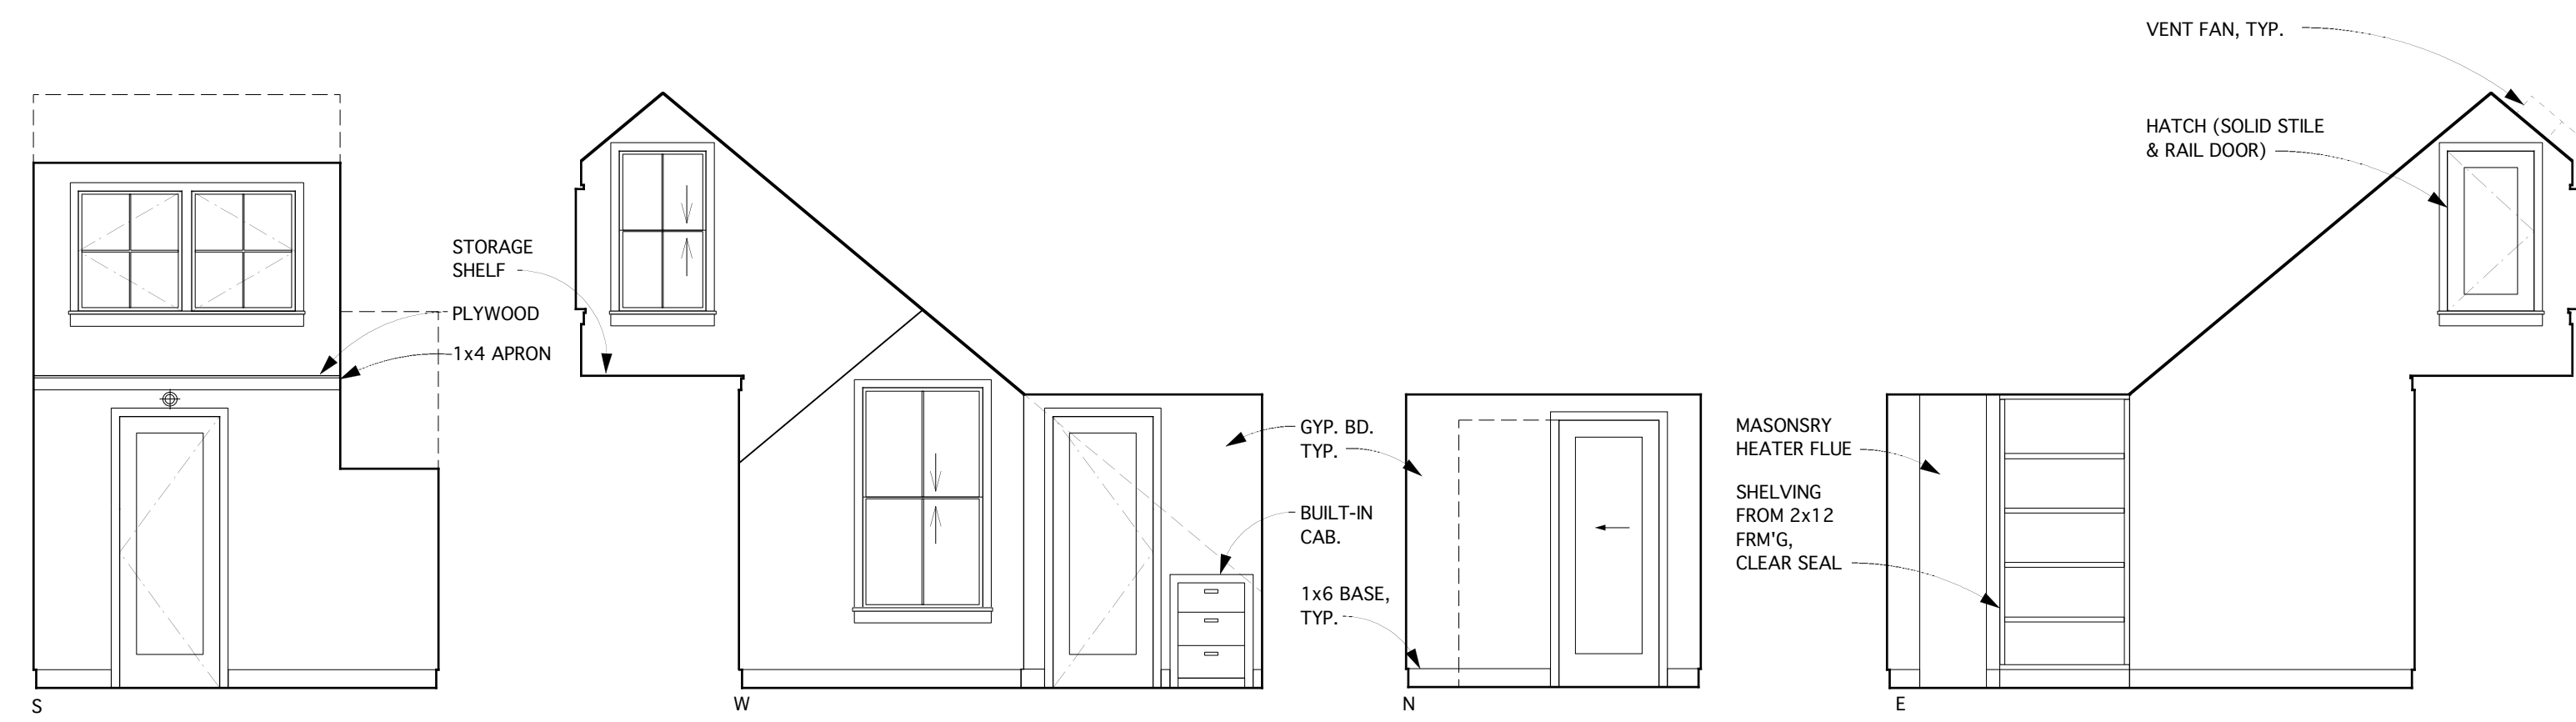 VENT FAN, TYP.
HATCH (SOLID STILE
& RAIL DOOR)
STORAGE
SHELF
PLYWOOD
1x4 APRON
GYP. BD.
TYP.
BUILT-IN
CAB.
1x6 BASE,
TYP.
MASONSRY
HEATER FLUE
SHELVING
FROM 2x12
FRM'G,
CLEAR SEAL
S
W
N
E